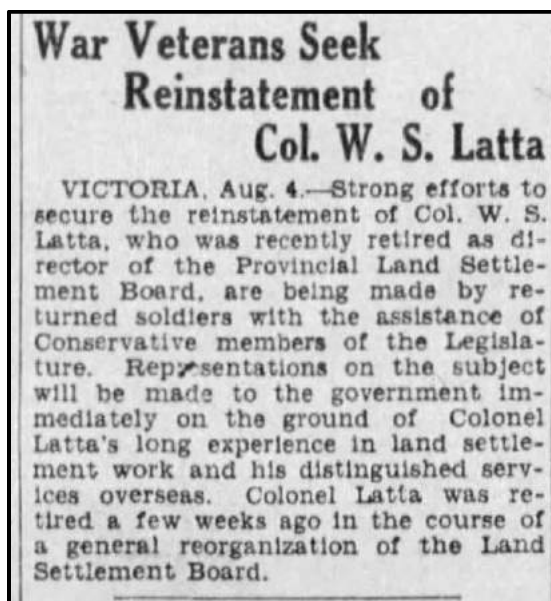 War Veterans Seek
Reinstatement of
Col. W. S. Latta
VICTORIA, Aug. 4.—Strong efforts to
secure the reinstatement of Col. W. S.
Latta, who was recently retired as di-
rector of the Provincial Land Settle-
ment Board, are being made by re-
turned soldiers with the assistance of
Conservative members of the Legisla-
ture. Representations on the subject
will be made to the government im-
mediately on the ground of Colonel
Latta's long experience in land settle-
ment work and his distinguished serv-
ices overseas. Colonel Latta was re-
tired a few weeks ago in the course of
a general reorganization of the Land
Settlement Board.